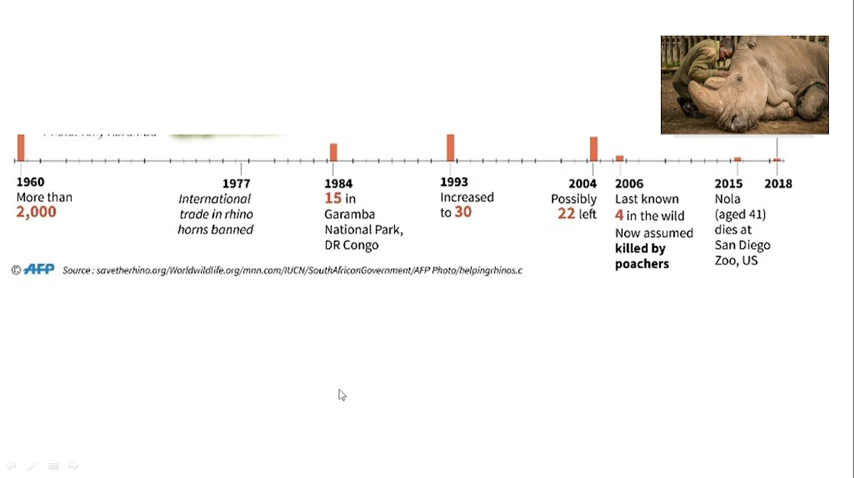 1960
More than
2,000
1977
International
trade in rhino
horns banned
1984
15 in
Garamba
National Park,
DR Congo
1993
Increased
to 30
2004
Possibly
22 left
2006
Last known
4 in the wild
Now assumed
killed by
poachers
2015
Nola
(aged 41)
dies at
San Diego
Zoo, US
2018
© AFP Source : savetherhino.org/Worldwildlife.org/mnn.com/IUCN/SouthAfricanGovernment/AFP Photo/helpingrhinos.c